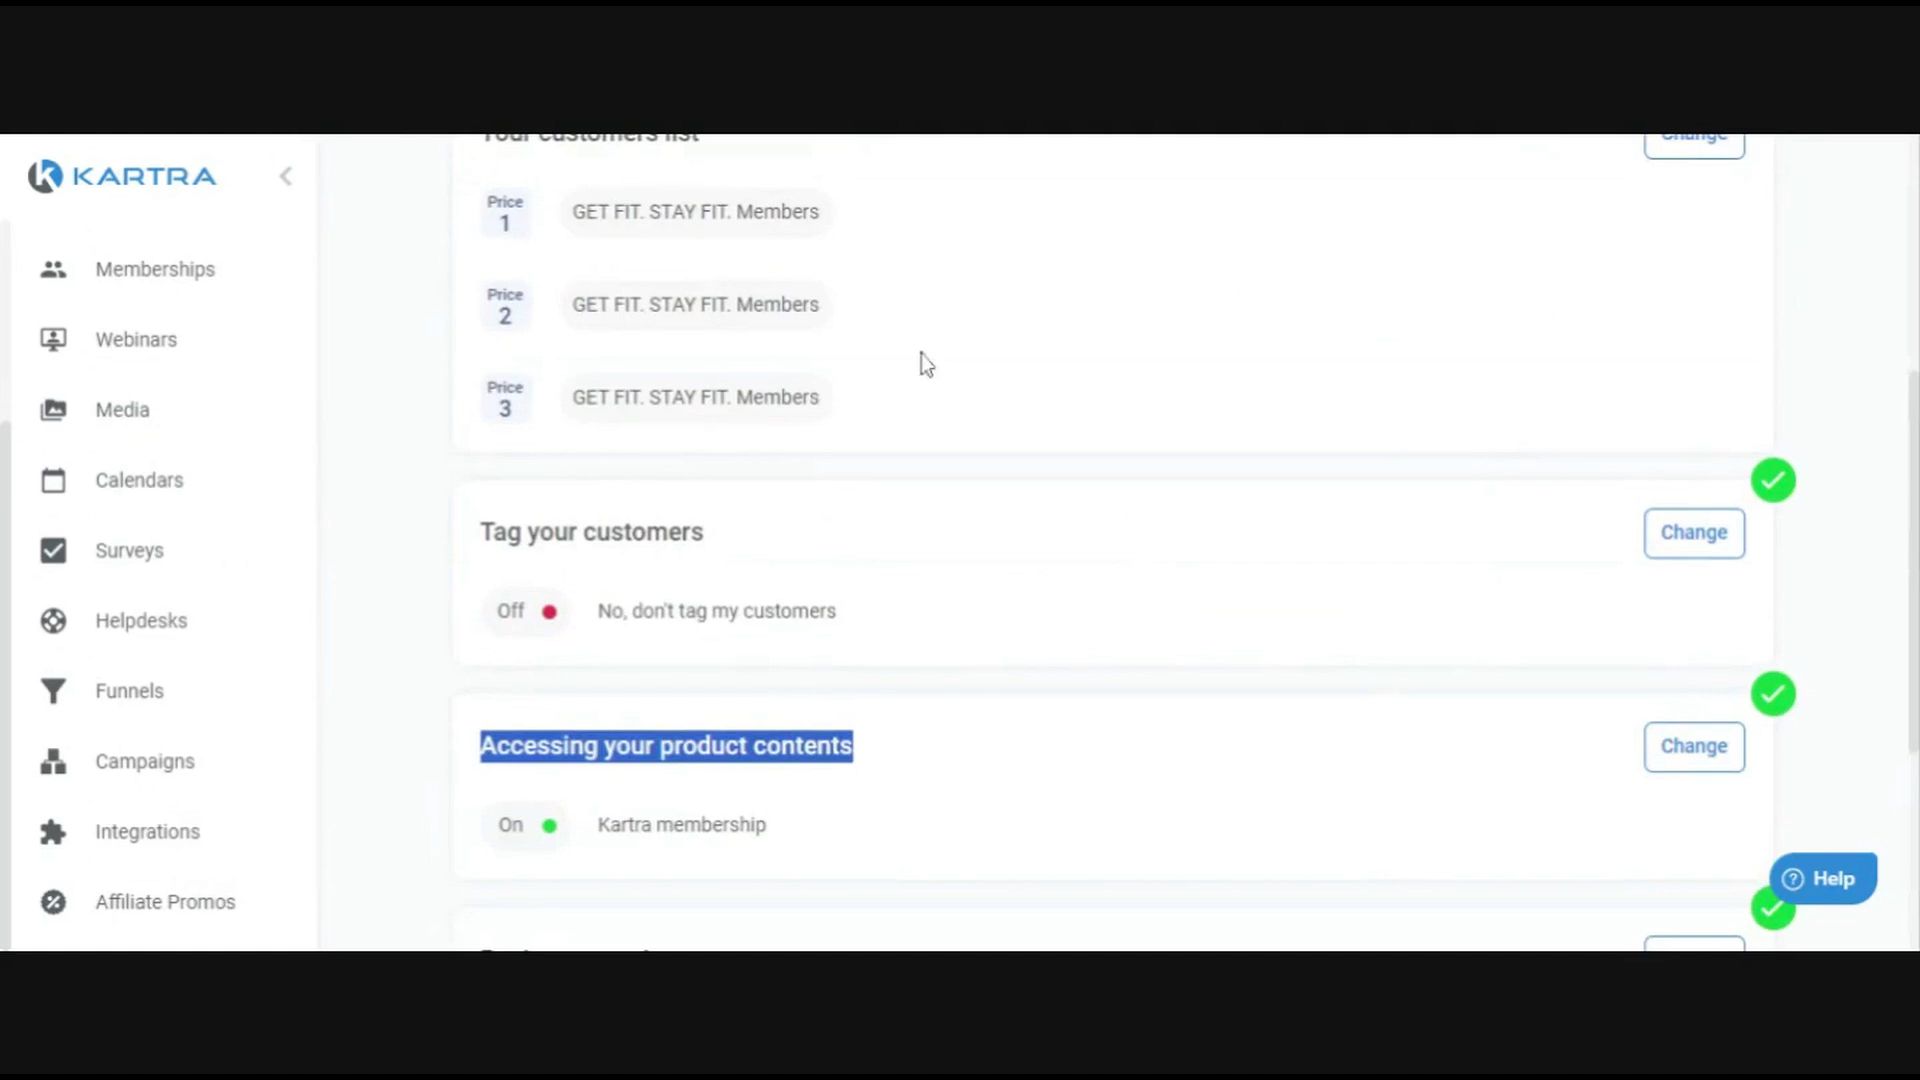 Your customers list
Change
KARTRA
Price
1
GET FIT. STAY FIT. Members
Memberships
Price
2
GET FIT. STAY FIT. Members
Webinars
Price
3
GET FIT. STAY FIT. Members
Media
Calendars
Tag your customers
Change
Surveys
Off
No, don't tag my customers
Helpdesks
Funnels
Accessing your product contents
Change
Campaigns
On
Kartra membership
Integrations
Help
Affiliate Promos